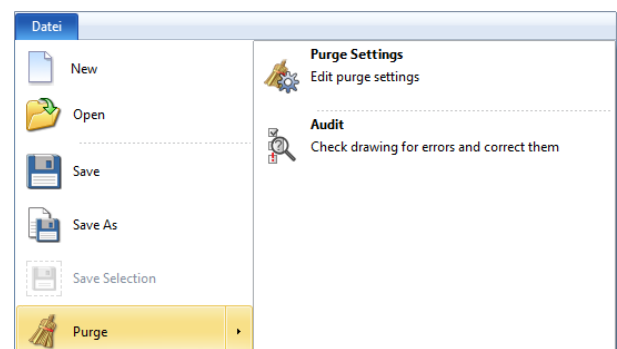 Datei
New
Open
Save
Save As
Save Selection
Purge
Purge Settings
Edit purge settings
Audit
Check drawing for errors and correct them